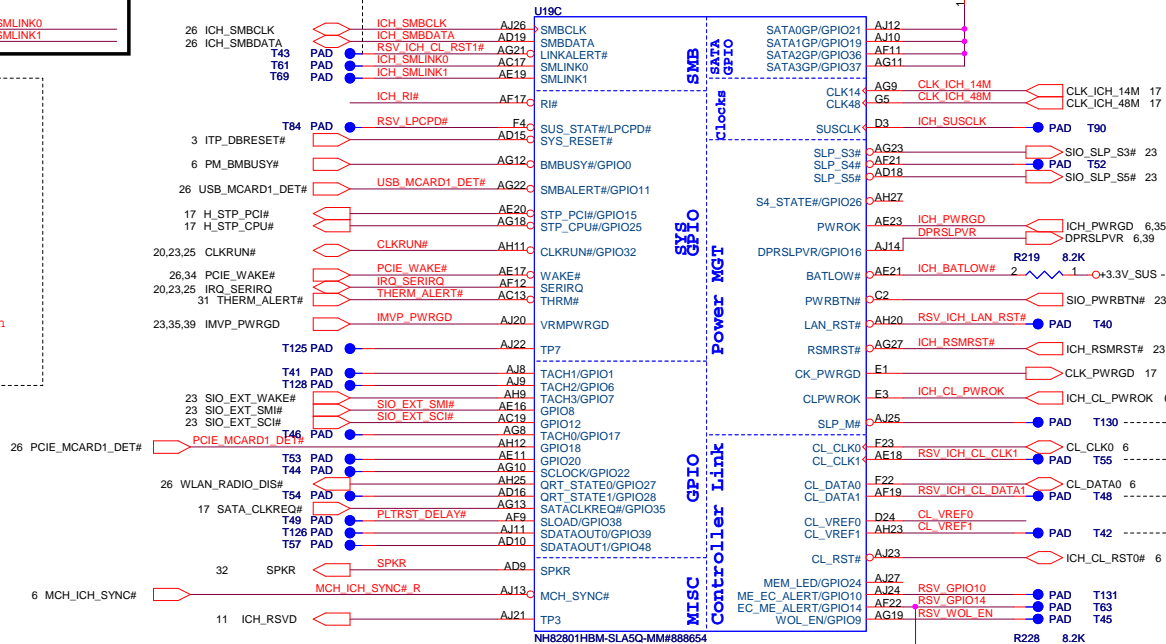 SMLINK0
SMLINK1
U19C
26 ICH_SMBCLK ICH_SMBCLK AJ26 SMBCLK
26 ICH_SMBDATA ICH_SMBDATA AD19 SMBDATA
T43 PAD RSV_ICH_CL_RST1# AG21 LINKALERT#
T61 PAD ICH_SMLINK0 AC17 SMLINK0
T69 PAD ICH_SMLINK1 AE19 SMLINK1
ICH_RI# AF17 RI#
T84 PAD RSV_LPCPD# F4 SUS_STAT#/LPCPD#
3 ITP_DBRESET# AD15 SYS_RESET#
6 PM_BMBUSY# AG12 BMBUSY#/GPIO0
26 USB_MCARD1_DET# USB_MCARD1_DET# AG22 SMBALERT#/GPIO11
17 H_STP_PCI# AE20 STP_PCI#/GPIO15
17 H_STP_CPU# AG18 STP_CPU#/GPIO25
20,23,25 CLKRUN# CLKRUN# AH11 CLKRUN#/GPIO32
26,34 PCIE_WAKE# PCIE_WAKE# AE17 WAKE#
20,23,25 IRQ_SERIRQ IRQ_SERIRQ AF12 SERIRQ
31 THERM_ALERT# THERM_ALERT# AC13 THRM#
23,35,39 IMVP_PWRGD IMVP_PWRGD AJ20 VRMPWRGD
T125 PAD AJ22 TP7
T41 PAD AJ8 TACH1/GPIO1
T128 PAD AJ9 TACH2/GPIO6
23 SIO_EXT_WAKE# AH9 TACH3/GPIO7
23 SIO_EXT_SMI# SIO_EXT_SMI# AE16 GPIO8
23 SIO_EXT_SCI# SIO_EXT_SCI# AC19 GPIO12
T46 PAD AG8 TACH0/GPIO17
26 PCIE_MCARD1_DET# PCIE_MCARD1_DET# AH12 GPIO18
T53 PAD AE11 GPIO20
T44 PAD AG10 SCLOCK/GPIO22
26 WLAN_RADIO_DIS# AH25 QRT_STATE0/GPIO27
T54 PAD AD16 QRT_STATE1/GPIO28
17 SATA_CLKREQ# AG13 SATACLKREQ#/GPIO35
T49 PAD PLTRST_DELAY# AF9 SLOAD/GPIO38
T126 PAD AJ11 SDATAOUT0/GPIO39
T57 PAD AD10 SDATAOUT1/GPIO48
32 SPKR SPKR AD9 SPKR
6 MCH_ICH_SYNC# MCH_ICH_SYNC#_R AJ13 MCH_SYNC#
11 ICH_RSVD AJ21 TP3
SMB
SATA
GPIO
Clocks
SYS
GPIO
Power MGT
GPIO
Controller Link
MISC
SATA0GP/GPIO21 AJ12
SATA1GP/GPIO19 AJ10
SATA2GP/GPIO36 AF11
SATA3GP/GPIO37 AG11
CLK14 AG9 CLK_ICH_14M CLK_ICH_14M 17
CLK48 G5 CLK_ICH_48M CLK_ICH_48M 17
SUSCLK D3 ICH_SUSCLK PAD T90
SLP_S3# AG23 SIO_SLP_S3# 23
SLP_S4# AF21 PAD T52
SLP_S5# AD18 SIO_SLP_S5# 23
S4_STATE#/GPIO26 AH27
PWROK AE23 ICH_PWRGD ICH_PWRGD 6,35
DPRSLPVR/GPIO16 AJ14 DPRSLPVR DPRSLPVR 6,39
R219 8.2K
BATLOW# AE21 ICH_BATLOW# 2 1 +3.3V_SUS
PWRBTN# C2 SIO_PWRBTN# 23
LAN_RST# AH20 RSV_ICH_LAN_RST# PAD T40
RSMRST# AG27 ICH_RSMRST# ICH_RSMRST# 23
CK_PWRGD E1 CLK_PWRGD 17
CLPWROK E3 ICH_CL_PWROK ICH_CL_PWROK
SLP_M# AJ25 PAD T130
CL_CLK0 F23 CL_CLK0 6
CL_CLK1 AE18 RSV_ICH_CL_CLK1 PAD T55
CL_DATA0 F22 CL_DATA0 6
CL_DATA1 AF19 RSV_ICH_CL_DATA1 PAD T48
CL_VREF0 D24 CL_VREF0
CL_VREF1 AH23 CL_VREF1 PAD T42
CL_RST# AJ23 ICH_CL_RST0# 6
MEM_LED/GPIO24 AJ27
ME_EC_ALERT/GPIO10 AJ24 RSV_GPIO10 PAD T131
EC_ME_ALERT/GPIO14 AF22 RSV_GPIO14 PAD T63
WOL_EN/GPIO9 AG19 RSV_WOL_EN PAD T45
NH82801HBM-SLA5Q-MM#888654
R228 8.2K